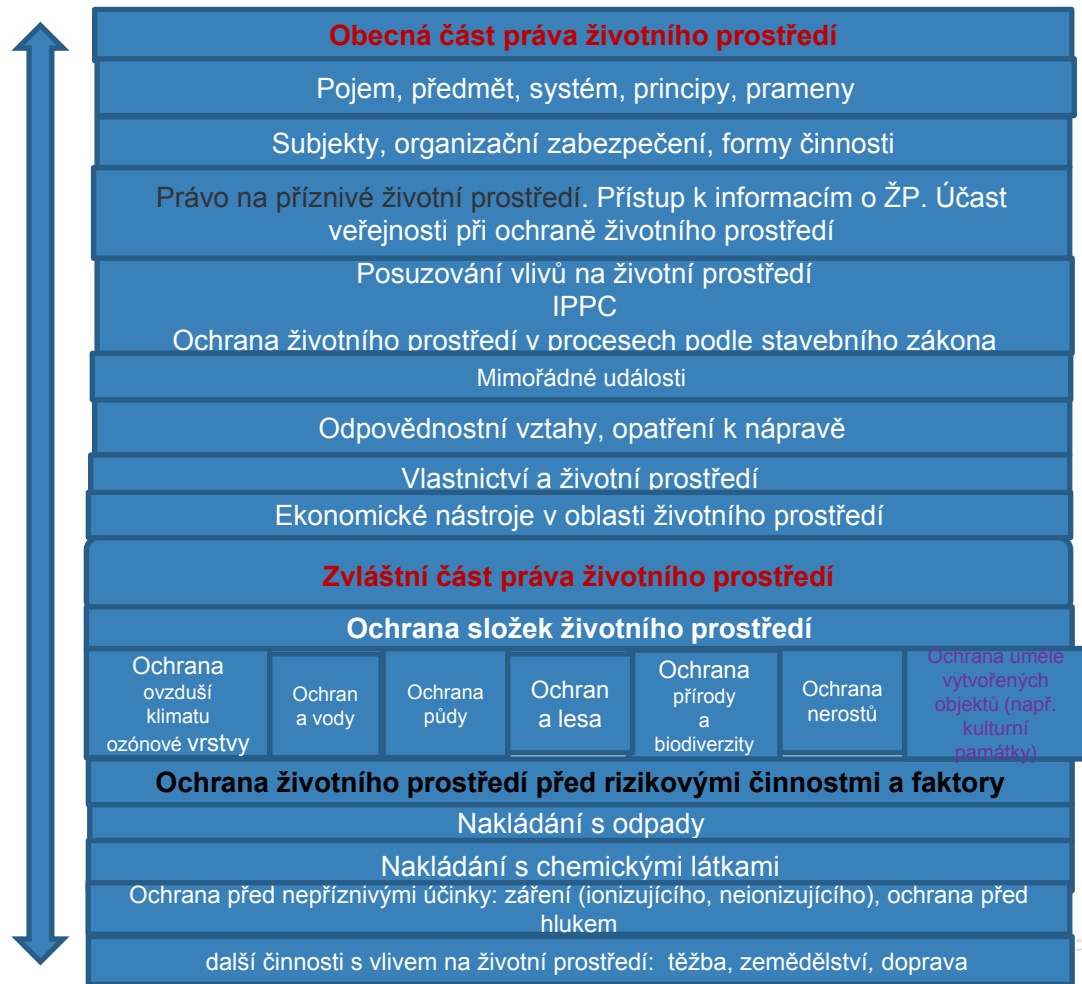 Obecná část práva životního prostředí
Pojem, předmět, systém, principy, prameny
Subjekty, organizační zabezpečení, formy činnosti
Právo na příznivé životní prostředí. Přístup k informacím o ŽP. Účast
veřejnosti při ochraně životního prostředí
Posuzování vlivů na životní prostředí
IPPC
Ochrana životního prostředí v procesech podle stavebního zákona
Mimořádné události
Odpovědnostní vztahy, opatření k nápravě
Vlastnictví a životní prostředí
Ekonomické nástroje v oblasti životního prostředí
Zvláštní část práva životního prostředí
Ochrana složek životního prostředí
Ochrana
ovzduší
klimatu
ozónové vrstvy
Ochran
a vody
Ochrana
půdy
Ochran
a lesa
Ochrana
přírody
a
biodiverzity
Ochrana
nerostů
Ochrana uměle
vytvořených
objektů (např.
kulturní
památky)
Ochrana životního prostředí před rizikovými činnostmi a faktory
Nakládání s odpady
Nakládání s chemickými látkami
Ochrana před nepříznivými účinky: záření (ionizujícího, neionizujícího), ochrana před
hlukem
další činnosti s vlivem na životní prostředí: těžba, zemědělství, doprava